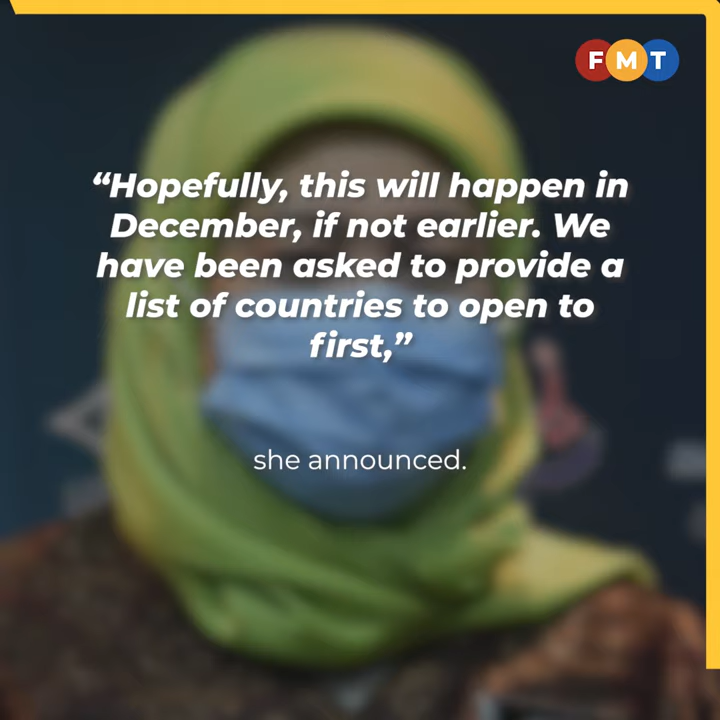 FMT
“Hopefully, this will happen in
December, if not earlier. We
have been asked to provide a
list of countries to open to
first,”
she announced.